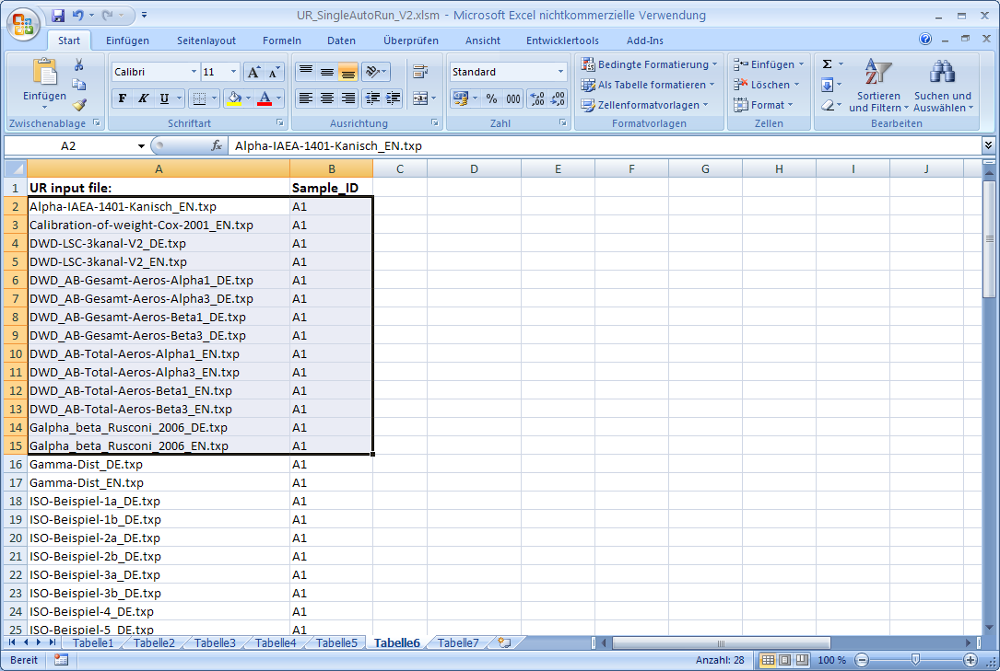 UR_SingleAutoRun_V2.xlsm - Microsoft Excel nichtkommerzielle Verwendung
Start Einfügen Seitenlayout Formeln Daten Überprüfen Ansicht Entwicklertools Add-Ins
Calibri 11 A A Standard Bedingte Formatierung Einfügen Σ
Einfügen Als Tabelle formatieren Löschen Sortieren und Filtern Suchen und Auswählen
F K U A % 000 Zellenformatvorlagen Format
Zwischenablage Schriftart Ausrichtung Zahl Formatvorlagen Zellen Bearbeiten
A2 fx Alpha-IAEA-1401-Kanisch_EN.txp
A B C D E F G H I J
1 UR input file: Sample_ID
2 Alpha-IAEA-1401-Kanisch_EN.txp A1
3 Calibration-of-weight-Cox-2001_EN.txp A1
4 DWD-LSC-3kanal-V2_DE.txp A1
5 DWD-LSC-3kanal-V2_EN.txp A1
6 DWD_AB-Gesamt-Aeros-Alpha1_DE.txp A1
7 DWD_AB-Gesamt-Aeros-Alpha3_DE.txp A1
8 DWD_AB-Gesamt-Aeros-Beta1_DE.txp A1
9 DWD_AB-Gesamt-Aeros-Beta3_DE.txp A1
10 DWD_AB-Total-Aeros-Alpha1_EN.txp A1
11 DWD_AB-Total-Aeros-Alpha3_EN.txp A1
12 DWD_AB-Total-Aeros-Beta1_EN.txp A1
13 DWD_AB-Total-Aeros-Beta3_EN.txp A1
14 Galpha_beta_Rusconi_2006_DE.txp A1
15 Galpha_beta_Rusconi_2006_EN.txp A1
16 Gamma-Dist_DE.txp A1
17 Gamma-Dist_EN.txp A1
18 ISO-Beispiel-1a_DE.txp A1
19 ISO-Beispiel-1b_DE.txp A1
20 ISO-Beispiel-2a_DE.txp A1
21 ISO-Beispiel-2b_DE.txp A1
22 ISO-Beispiel-3a_DE.txp A1
23 ISO-Beispiel-3b_DE.txp A1
24 ISO-Beispiel-4_DE.txp A1
25 ISO-Beispiel-5_DE.txp A1
Tabelle1 Tabelle2 Tabelle3 Tabelle4 Tabelle5 Tabelle6 Tabelle7
Bereit Anzahl: 28 100 %